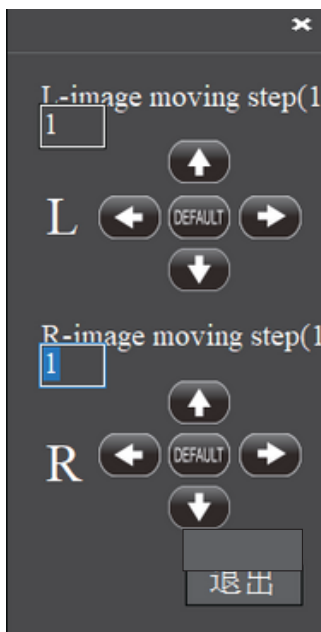 L-image moving step(1
1
L
DEFAULT
R-image moving step(1
1
R
DEFAULT
退出